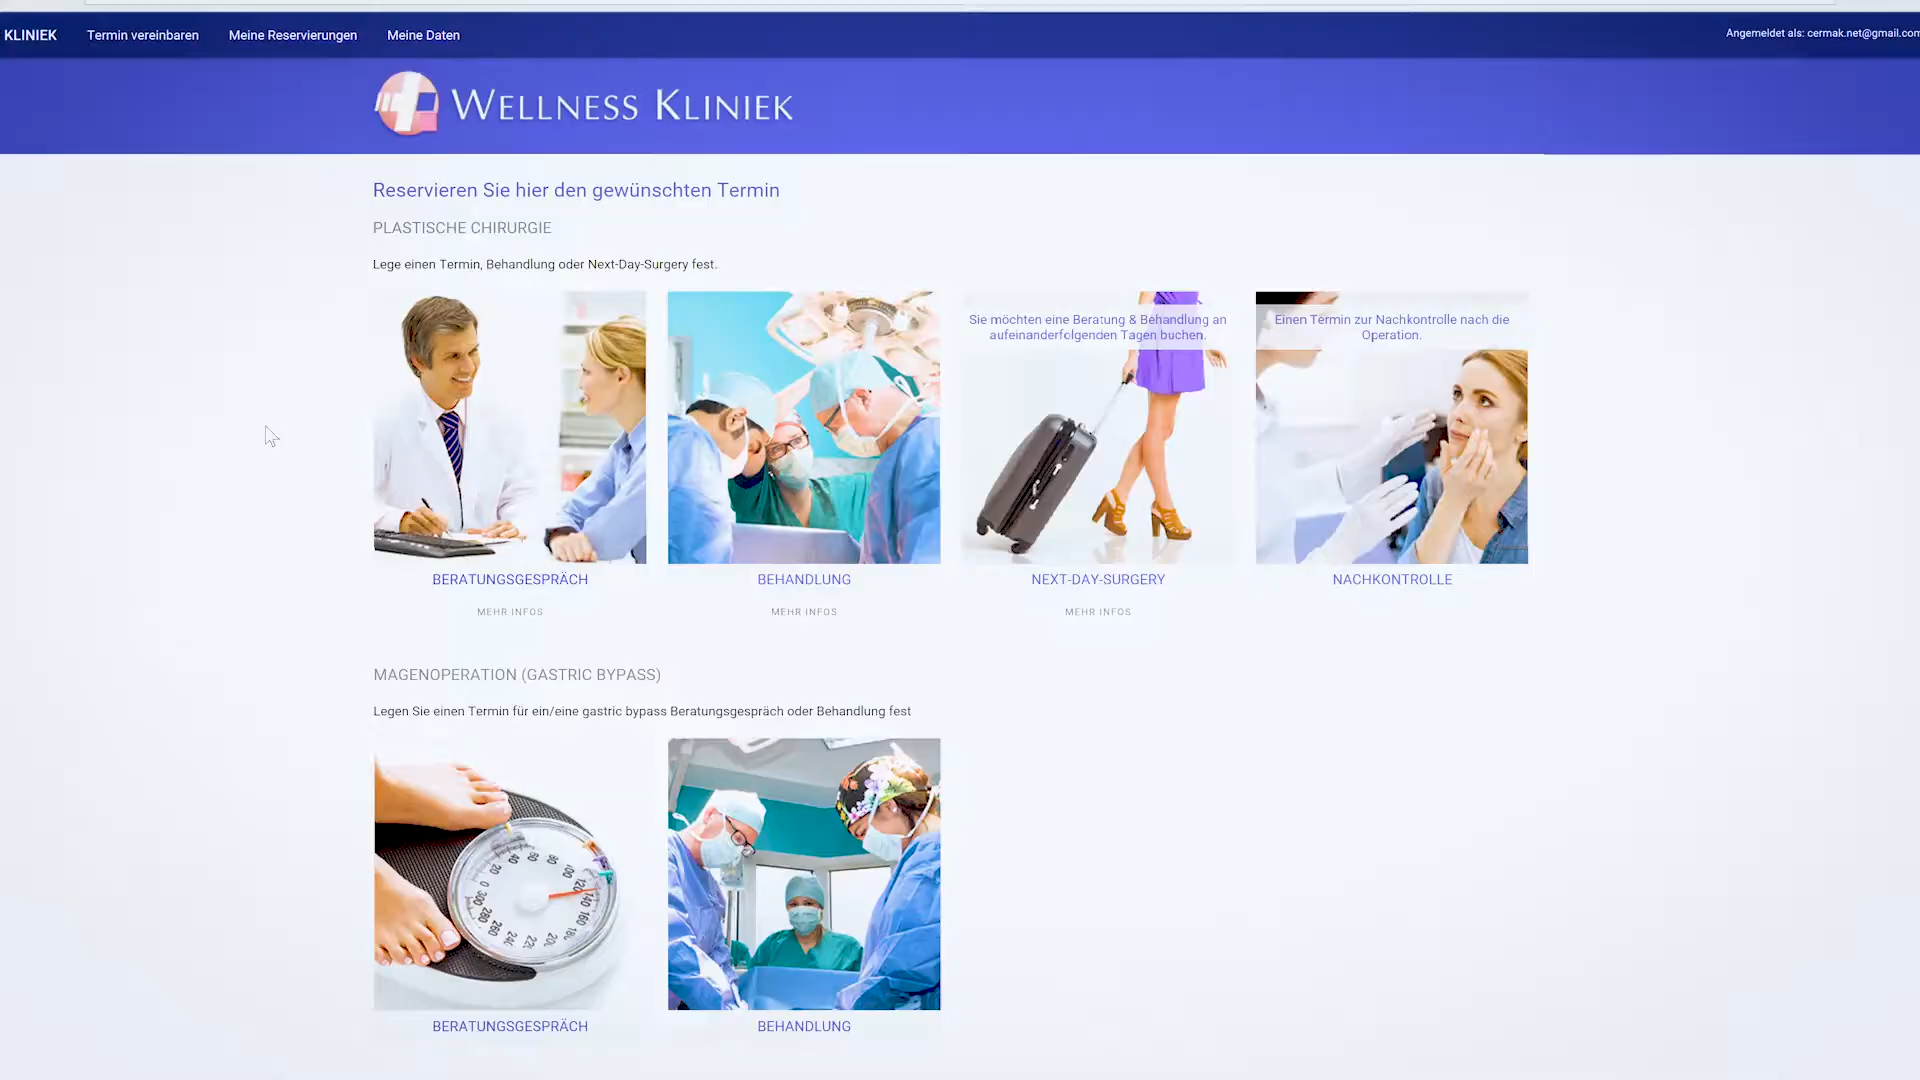 KLINIEK Termin vereinbaren Meine Reservierungen Meine Daten Angemeldet als: cermak.net@gmail.com
WELLNESS KLINIEK
Reservieren Sie hier den gewünschten Termin
PLASTISCHE CHIRURGIE
Lege einen Termin, Behandlung oder Next-Day-Surgery fest.
Sie möchten eine Beratung & Behandlung an
aufeinanderfolgenden Tagen buchen.
Einen Termin zur Nachkontrolle nach die
Operation.
BERATUNGSGESPRÄCH BEHANDLUNG NEXT-DAY-SURGERY NACHKONTROLLE
MEHR INFOS MEHR INFOS MEHR INFOS
MAGENOPERATION (GASTRIC BYPASS)
Legen Sie einen Termin für ein/eine gastric bypass Beratungsgespräch oder Behandlung fest
BERATUNGSGESPRÄCH BEHANDLUNG